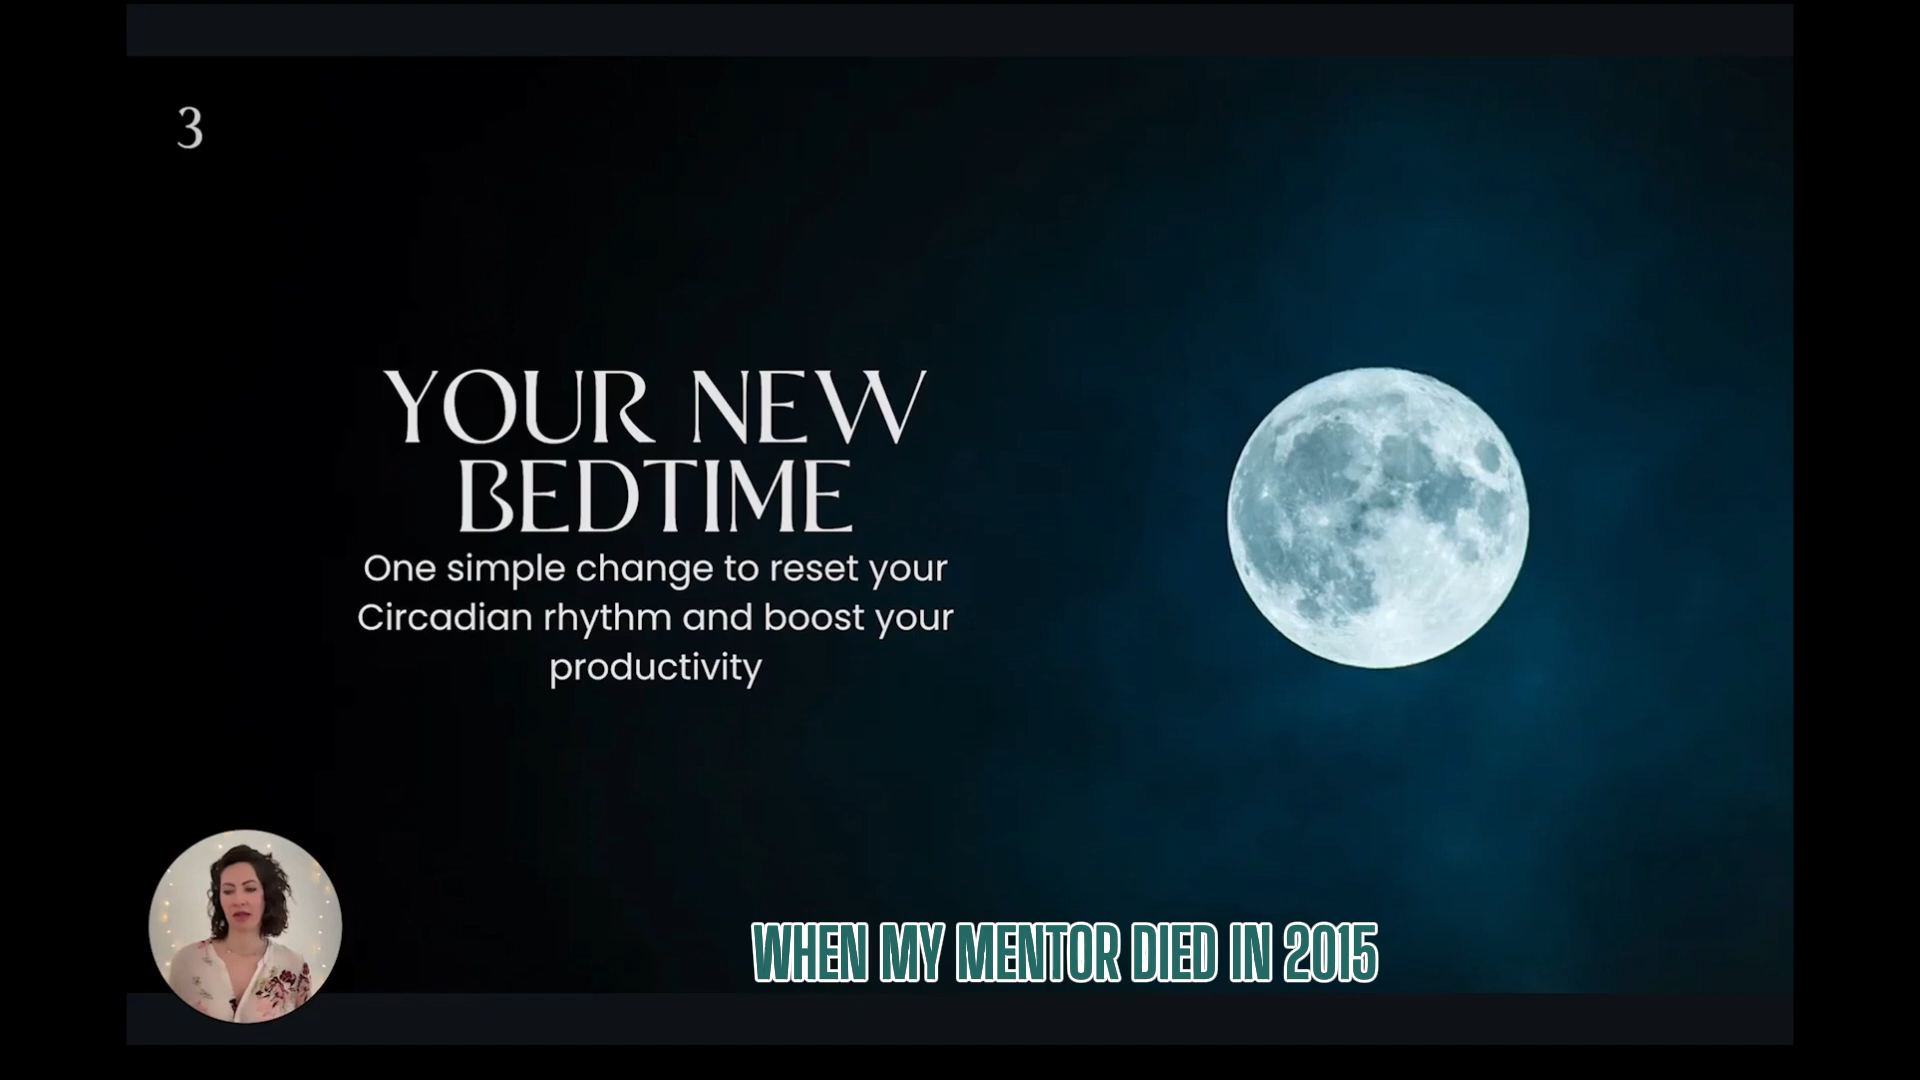 3
YOUR NEW
BEDTIME
One simple change to reset your
Circadian rhythm and boost your
productivity
WHEN MY MENTOR DIED IN 2015